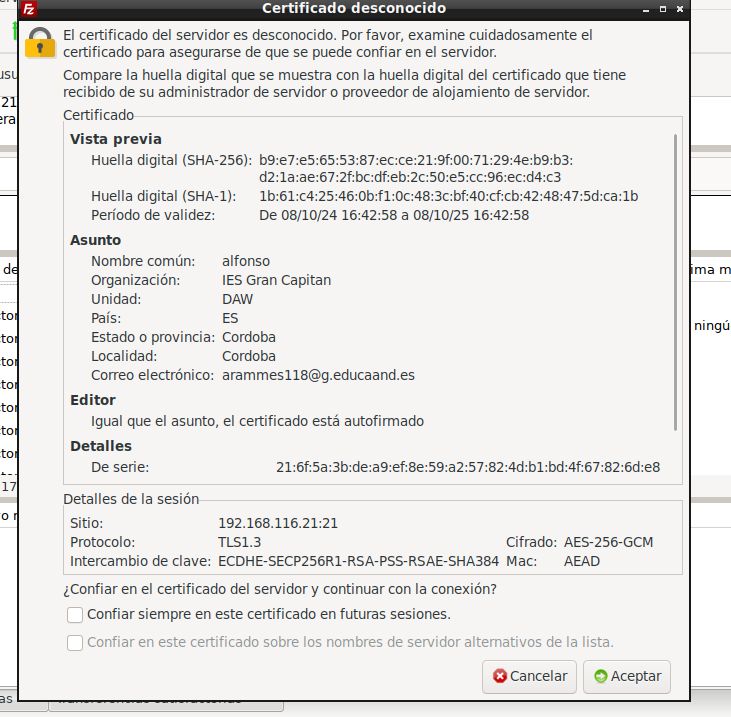 Certificado desconocido
El certificado del servidor es desconocido. Por favor, examine cuidadosamente el
certificado para asegurarse de que se puede confiar en el servidor.
Compare la huella digital que se muestra con la huella digital del certificado que tiene
recibido de su administrador de servidor o proveedor de alojamiento de servidor.
Certificado
Vista previa
Huella digital (SHA-256): b9:e7:e5:65:53:87:ec:ce:21:9f:00:71:29:4e:b9:b3:
d2:1a:ae:67:2f:bc:df:eb:2c:50:e5:cc:96:ec:d4:c3
Huella digital (SHA-1): 1b:61:c4:25:46:0b:f1:0c:48:3c:bf:40:cf:cb:42:48:47:5d:ca:1b
Período de validez: De 08/10/24 16:42:58 a 08/10/25 16:42:58
Asunto
Nombre común: alfonso
Organización: IES Gran Capitan
Unidad: DAW
País: ES
Estado o provincia: Cordoba
Localidad: Cordoba
Correo electrónico: arammes118@g.educaand.es
Editor
Igual que el asunto, el certificado está autofirmado
Detalles
De serie: 21:6f:5a:3b:de:a9:ef:8e:59:a2:57:82:4d:b1:bd:4f:67:82:6d:e8
Detalles de la sesión
Sitio: 192.168.116.21:21
Protocolo: TLS1.3 Cifrado: AES-256-GCM
Intercambio de clave: ECDHE-SECP256R1-RSA-PSS-RSAE-SHA384 Mac: AEAD
¿Confiar en el certificado del servidor y continuar con la conexión?
Confiar siempre en este certificado en futuras sesiones.
Confiar en este certificado sobre los nombres de servidor alternativos de la lista.
Cancelar Aceptar